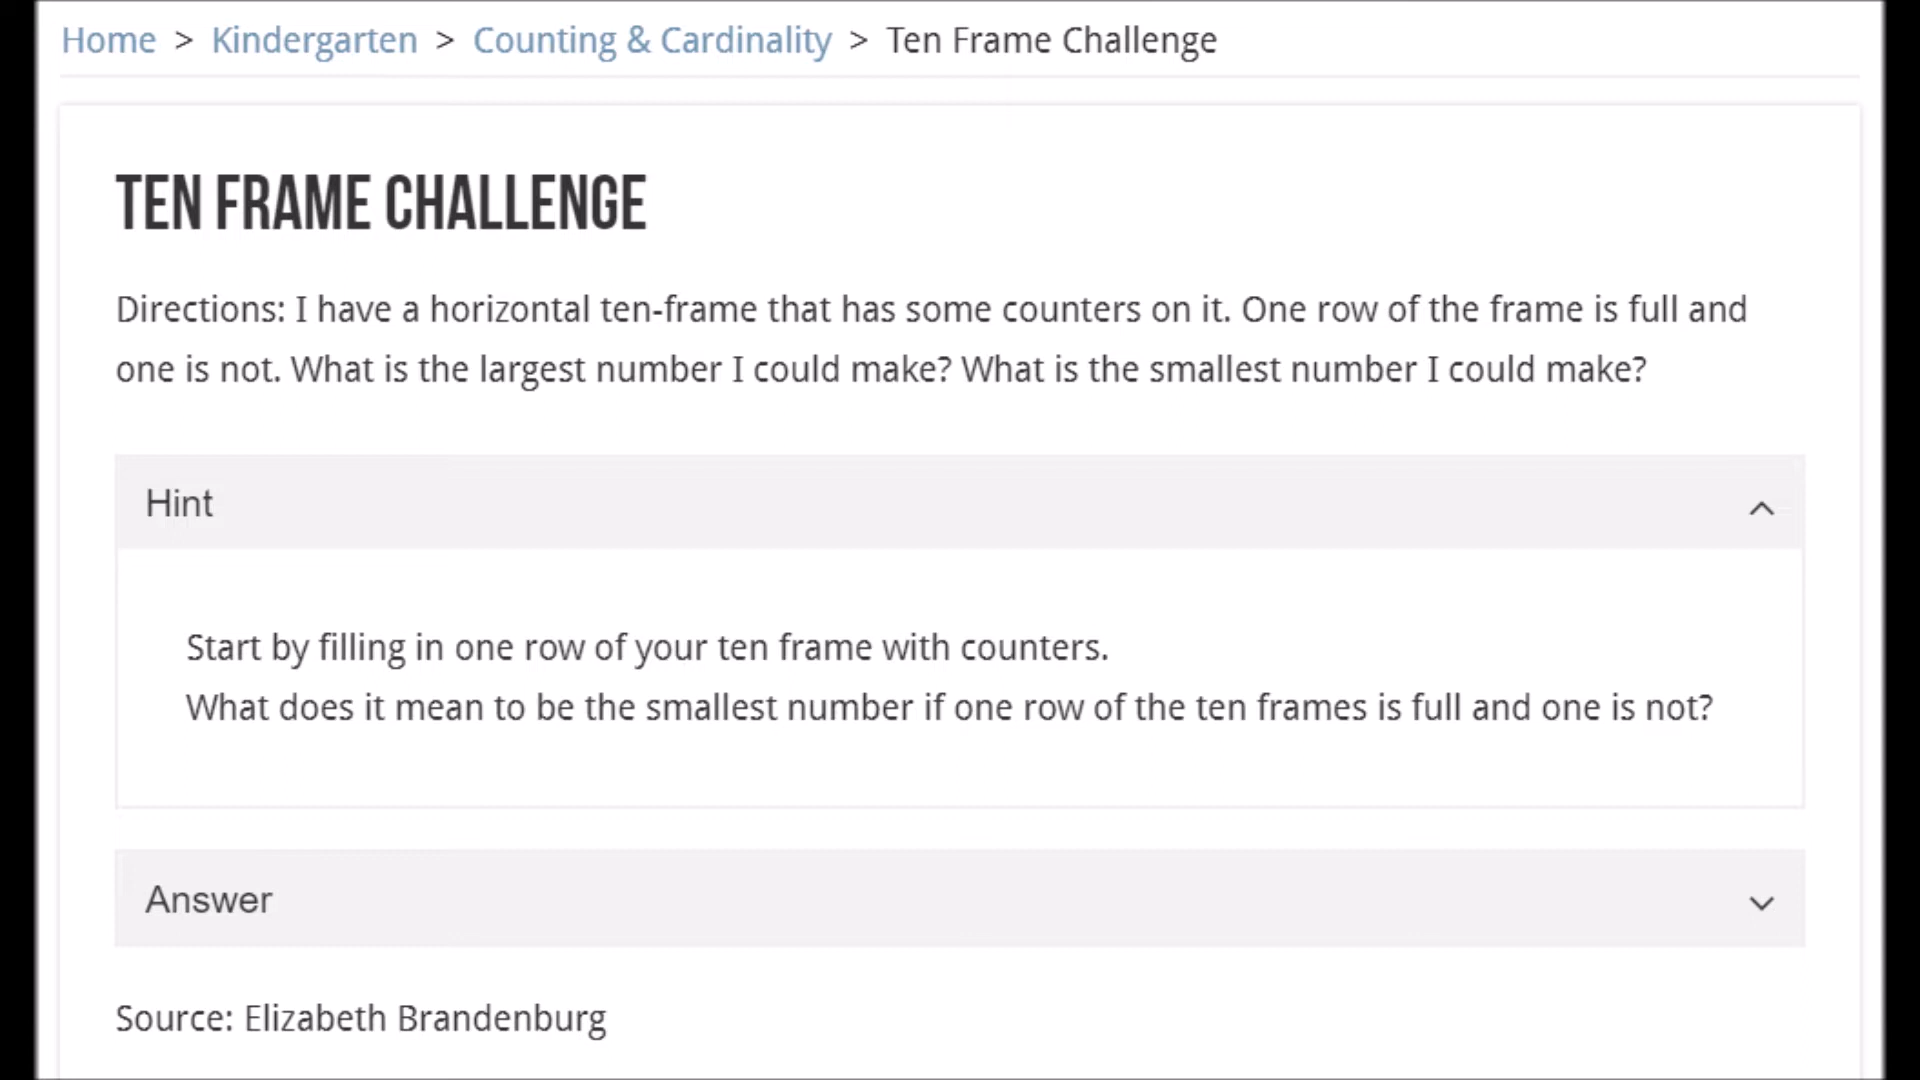 Home > Kindergarten > Counting & Cardinality > Ten Frame Challenge
TEN FRAME CHALLENGE
Directions: I have a horizontal ten-frame that has some counters on it. One row of the frame is full and
one is not. What is the largest number I could make? What is the smallest number I could make?
Hint
Start by filling in one row of your ten frame with counters.
What does it mean to be the smallest number if one row of the ten frames is full and one is not?
Answer
Source: Elizabeth Brandenburg